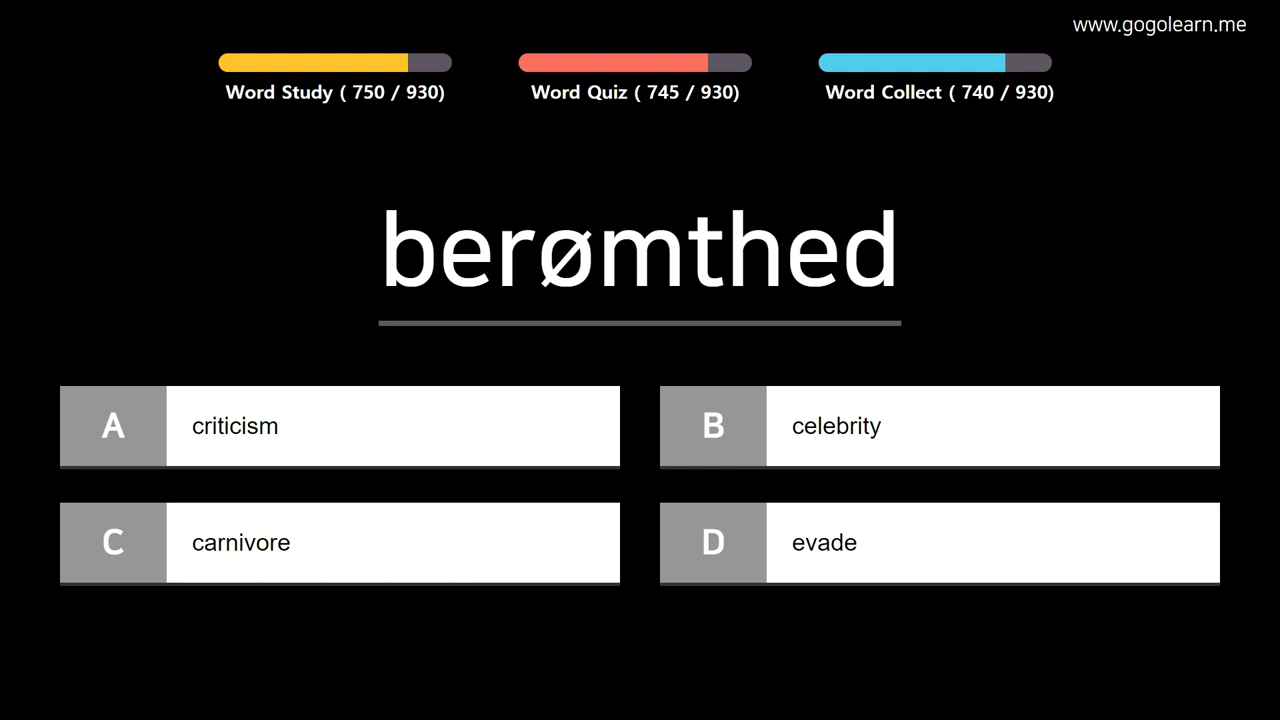 www.gogolearn.me
Word Study ( 750 / 930)
Word Quiz ( 745 / 930)
Word Collect ( 740 / 930)
berømthed
A criticism
B celebrity
C carnivore
D evade